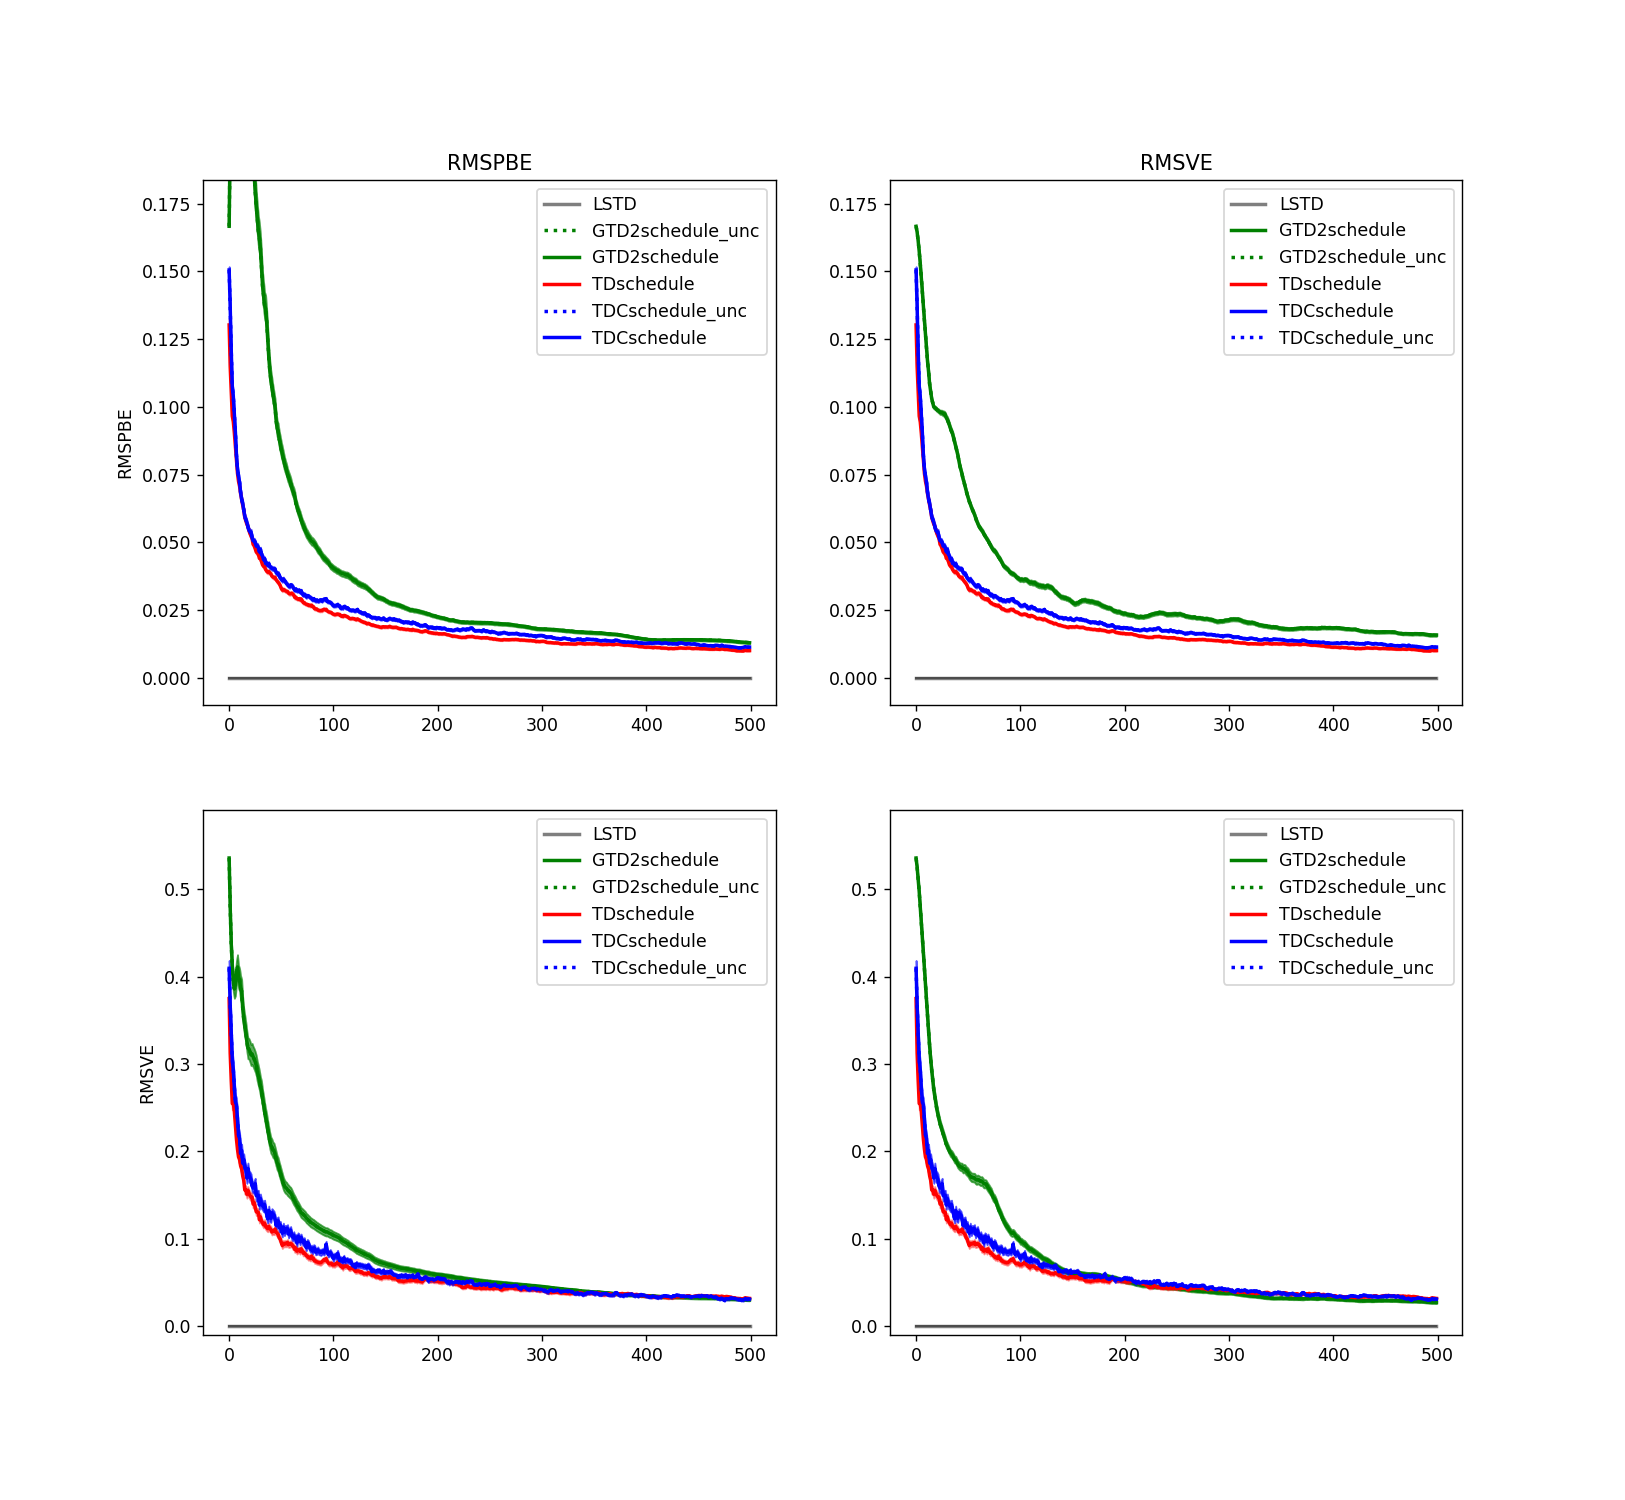 RMSPBE
RMSPBE
0.175
0.150
0.125
0.100
0.075
0.050
0.025
0.000
0 100 200 300 400 500
LSTD
GTD2schedule_unc
GTD2schedule
TDschedule
TDCschedule_unc
TDCschedule
RMSVE
0.175
0.150
0.125
0.100
0.075
0.050
0.025
0.000
0 100 200 300 400 500
LSTD
GTD2schedule
GTD2schedule_unc
TDschedule
TDCschedule
TDCschedule_unc
RMSVE
0.5
0.4
0.3
0.2
0.1
0.0
0 100 200 300 400 500
LSTD
GTD2schedule
GTD2schedule_unc
TDschedule
TDCschedule
TDCschedule_unc
0.5
0.4
0.3
0.2
0.1
0.0
0 100 200 300 400 500
LSTD
GTD2schedule
GTD2schedule_unc
TDschedule
TDCschedule
TDCschedule_unc